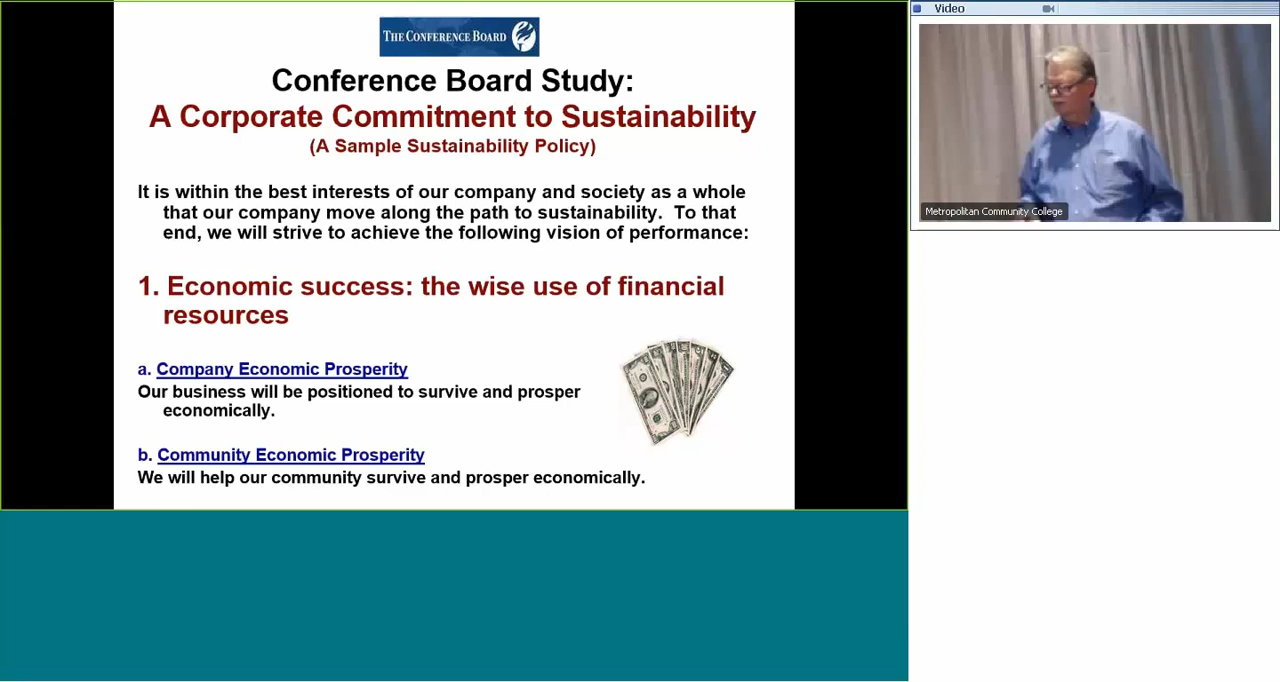 THE CONFERENCE BOARD
Conference Board Study:
A Corporate Commitment to Sustainability
(A Sample Sustainability Policy)
It is within the best interests of our company and society as a whole
that our company move along the path to sustainability.  To that
end, we will strive to achieve the following vision of performance:
1. Economic success: the wise use of financial
resources
a. Company Economic Prosperity
Our business will be positioned to survive and prosper
economically.
b. Community Economic Prosperity
We will help our community survive and prosper economically.
Video
Metropolitan Community College